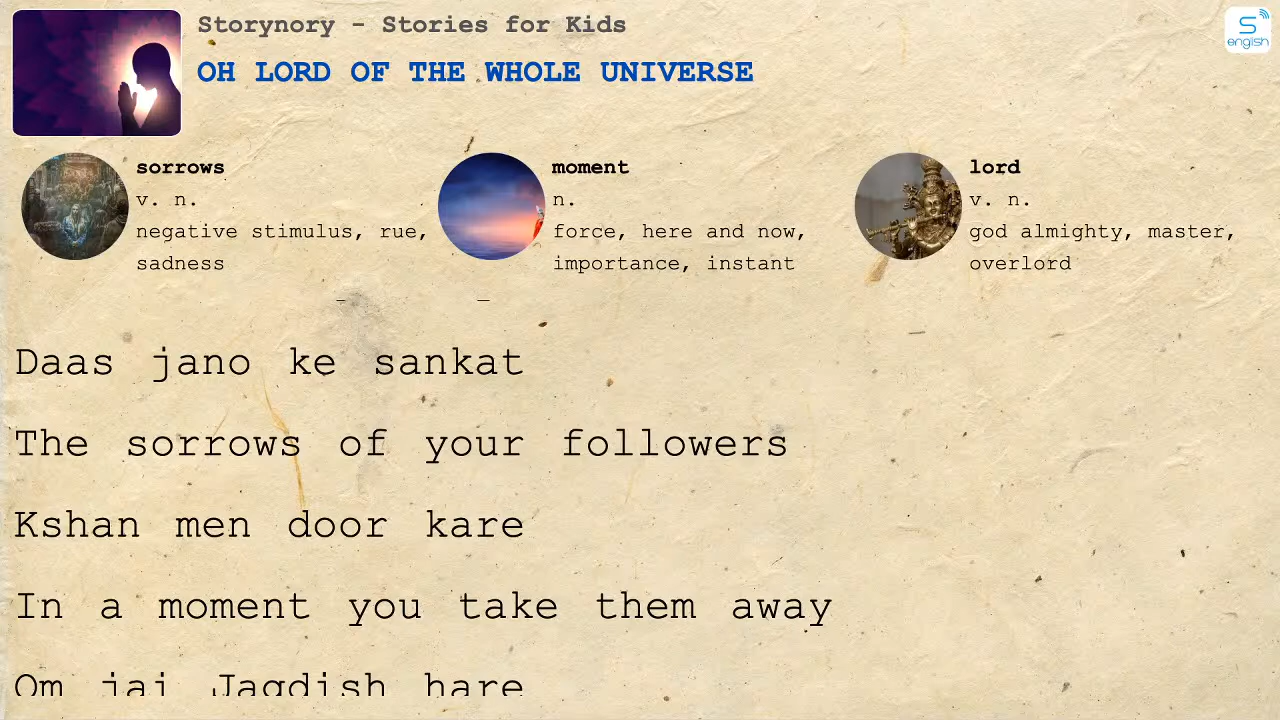 Storynory - Stories for Kids
OH LORD OF THE WHOLE UNIVERSE
S
english
sorrows
v. n.
negative stimulus, rue,
sadness
moment
n.
force, here and now,
importance, instant
lord
v. n.
god almighty, master,
overlord
Daas jano ke sankat
The sorrows of your followers
Kshan men door kare
In a moment you take them away
Om jai Jagdish hare